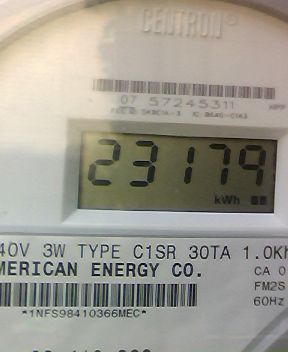 CENTRON®
07 57245311
23179
kWh
40V 3W TYPE C1SR 30TA 1.0Kh
MERICAN ENERGY CO.
CA 0
FM2S
60Hz
*1NFS98410366MEC*